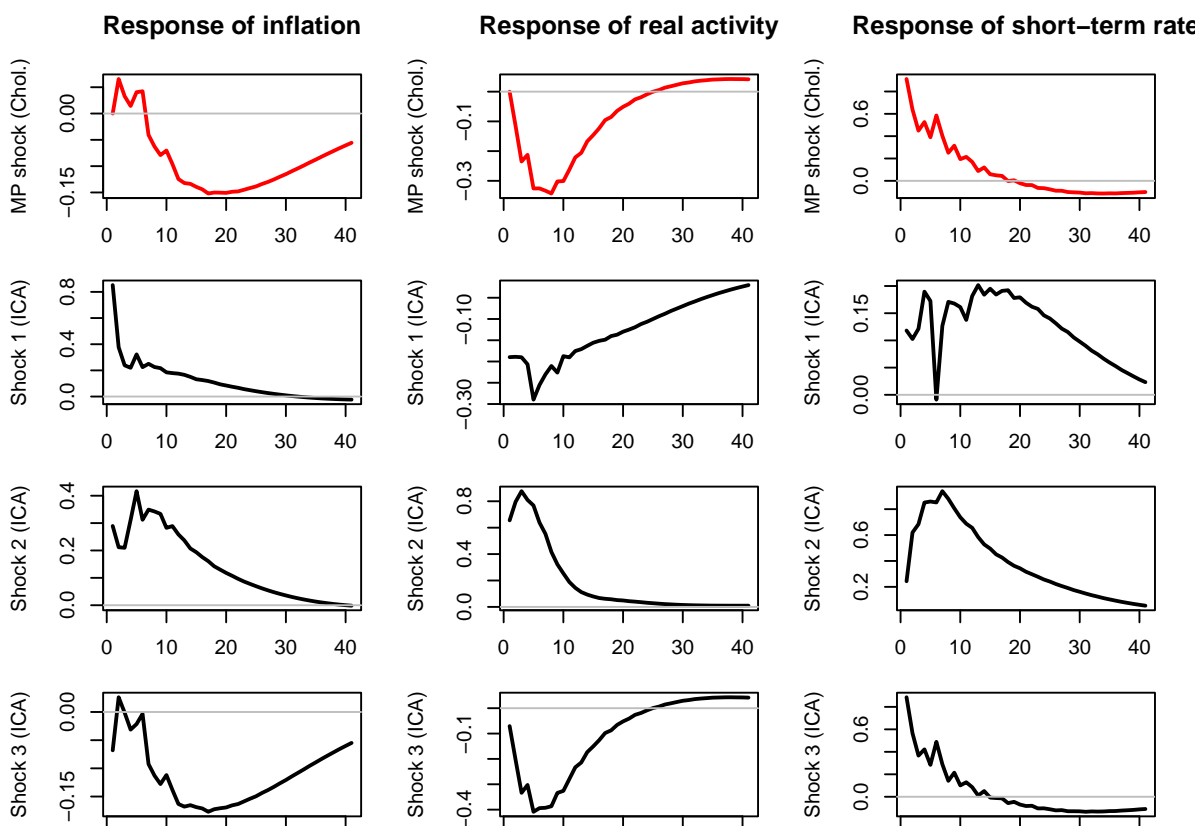 Response of inflation
Response of real activity
Response of short−term rate
MP shock (Chol.)
0.00
−0.15
0 10 20 30 40
MP shock (Chol.)
−0.1
−0.3
0 10 20 30 40
MP shock (Chol.)
0.6
0.0
0 10 20 30 40
Shock 1 (ICA)
0.8
0.4
0.0
0 10 20 30 40
Shock 1 (ICA)
−0.10
−0.30
0 10 20 30 40
Shock 1 (ICA)
0.15
0.00
0 10 20 30 40
Shock 2 (ICA)
0.4
0.2
0.0
0 10 20 30 40
Shock 2 (ICA)
0.8
0.4
0.0
0 10 20 30 40
Shock 2 (ICA)
0.6
0.2
0 10 20 30 40
Shock 3 (ICA)
0.00
−0.15
Shock 3 (ICA)
−0.1
−0.4
Shock 3 (ICA)
0.6
0.0